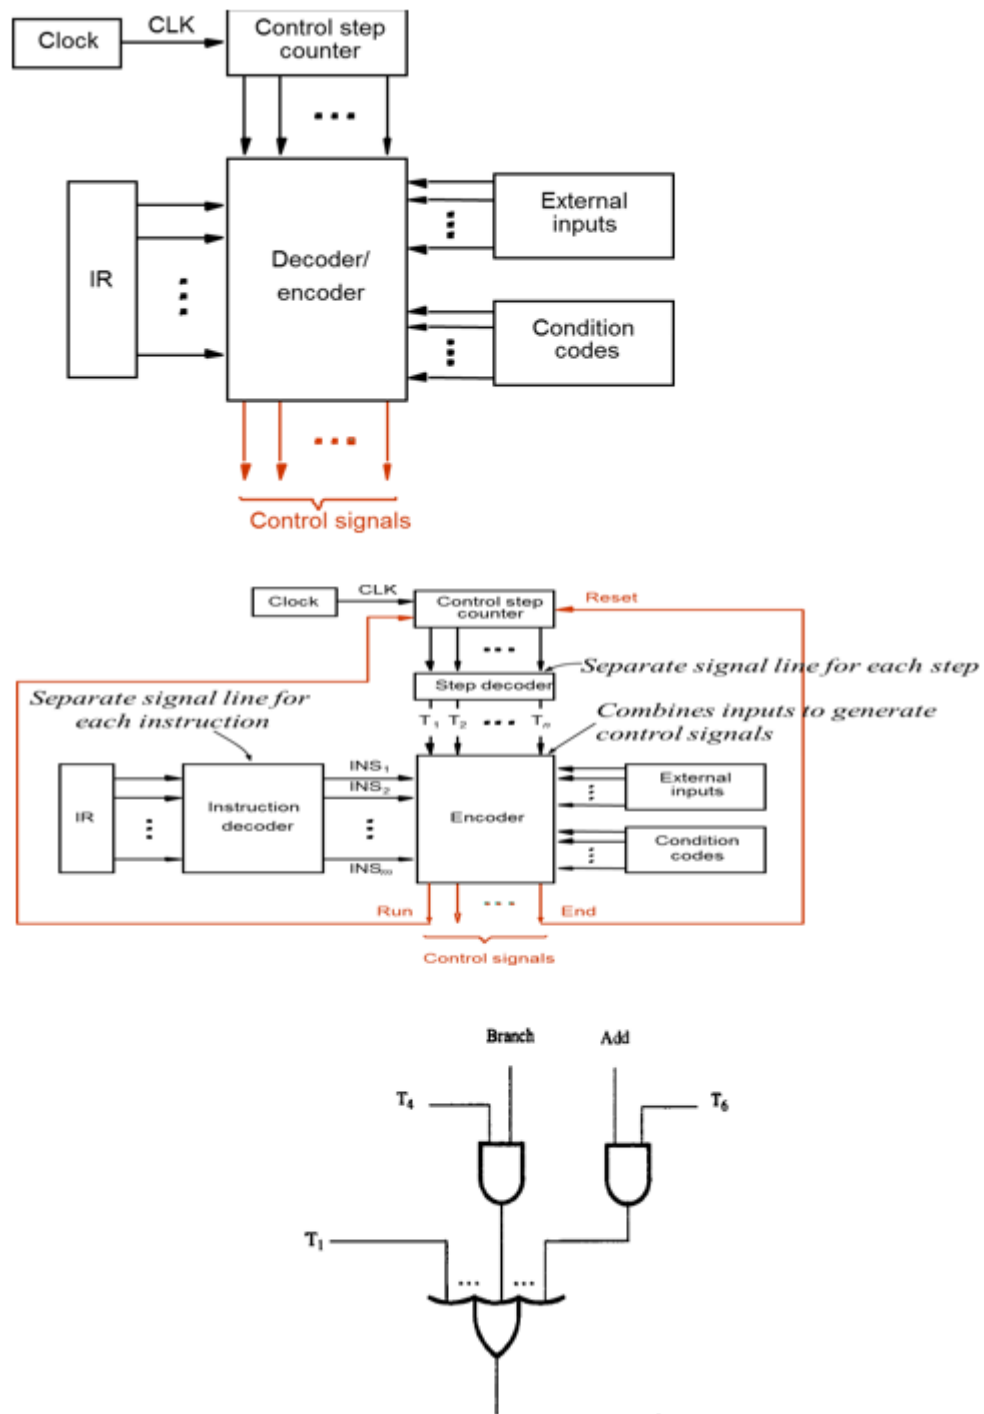 Clock
CLK
Control step
counter
IR
Decoder/
encoder
External
inputs
Condition
codes
Control signals
Clock
CLK
Control step
counter
Reset
Step decoder
Separate signal line for each step
Separate signal line for
each instruction
T1 T2 Tn
Combines inputs to generate
control signals
IR
Instruction
decoder
INS1
INS2
INSm
Encoder
External
inputs
Condition
codes
Run
End
Control signals
Branch
Add
T4
T6
T1